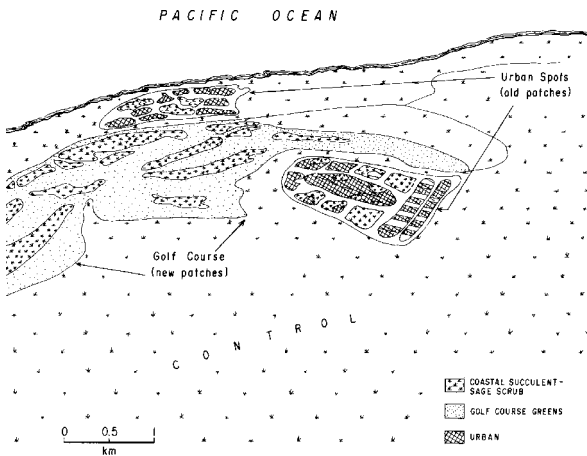 PACIFIC OCEAN
Urban Spots
(old patches)
Golf Course
(new patches)
CONTROL
COASTAL SUCCULENT-
SAGE SCRUB
GOLF COURSE GREENS
URBAN
0 0.5 1
km